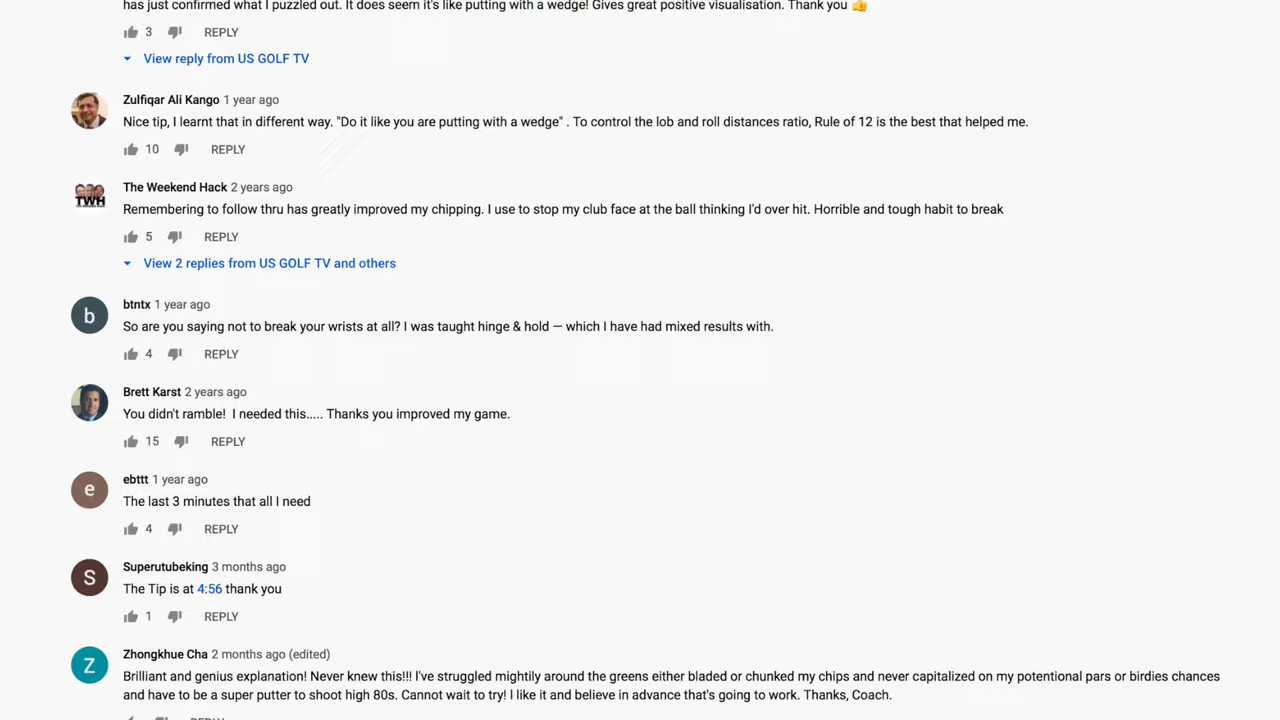 has just confirmed what I puzzled out. It does seem it's like putting with a wedge! Gives great positive visualisation. Thank you 👍
3 REPLY
View reply from US GOLF TV
Zulfiqar Ali Kango 1 year ago
Nice tip, I learnt that in different way. "Do it like you are putting with a wedge" . To control the lob and roll distances ratio, Rule of 12 is the best that helped me.
10 REPLY
TWH
The Weekend Hack 2 years ago
Remembering to follow thru has greatly improved my chipping. I use to stop my club face at the ball thinking I'd over hit. Horrible and tough habit to break
5 REPLY
View 2 replies from US GOLF TV and others
b
btntx 1 year ago
So are you saying not to break your wrists at all? I was taught hinge & hold — which I have had mixed results with.
4 REPLY
Brett Karst 2 years ago
You didn't ramble!  I needed this..... Thanks you improved my game.
15 REPLY
e
ebttt 1 year ago
The last 3 minutes that all I need
4 REPLY
S
Superutubeking 3 months ago
The Tip is at 4:56 thank you
1 REPLY
Z
Zhongkhue Cha 2 months ago (edited)
Brilliant and genius explanation! Never knew this!!! I've struggled mightily around the greens either bladed or chunked my chips and never capitalized on my potential pars or birdies chances
and have to be a super putter to shoot high 80s. Cannot wait to try! I like it and believe in advance that's going to work. Thanks, Coach.
REPLY